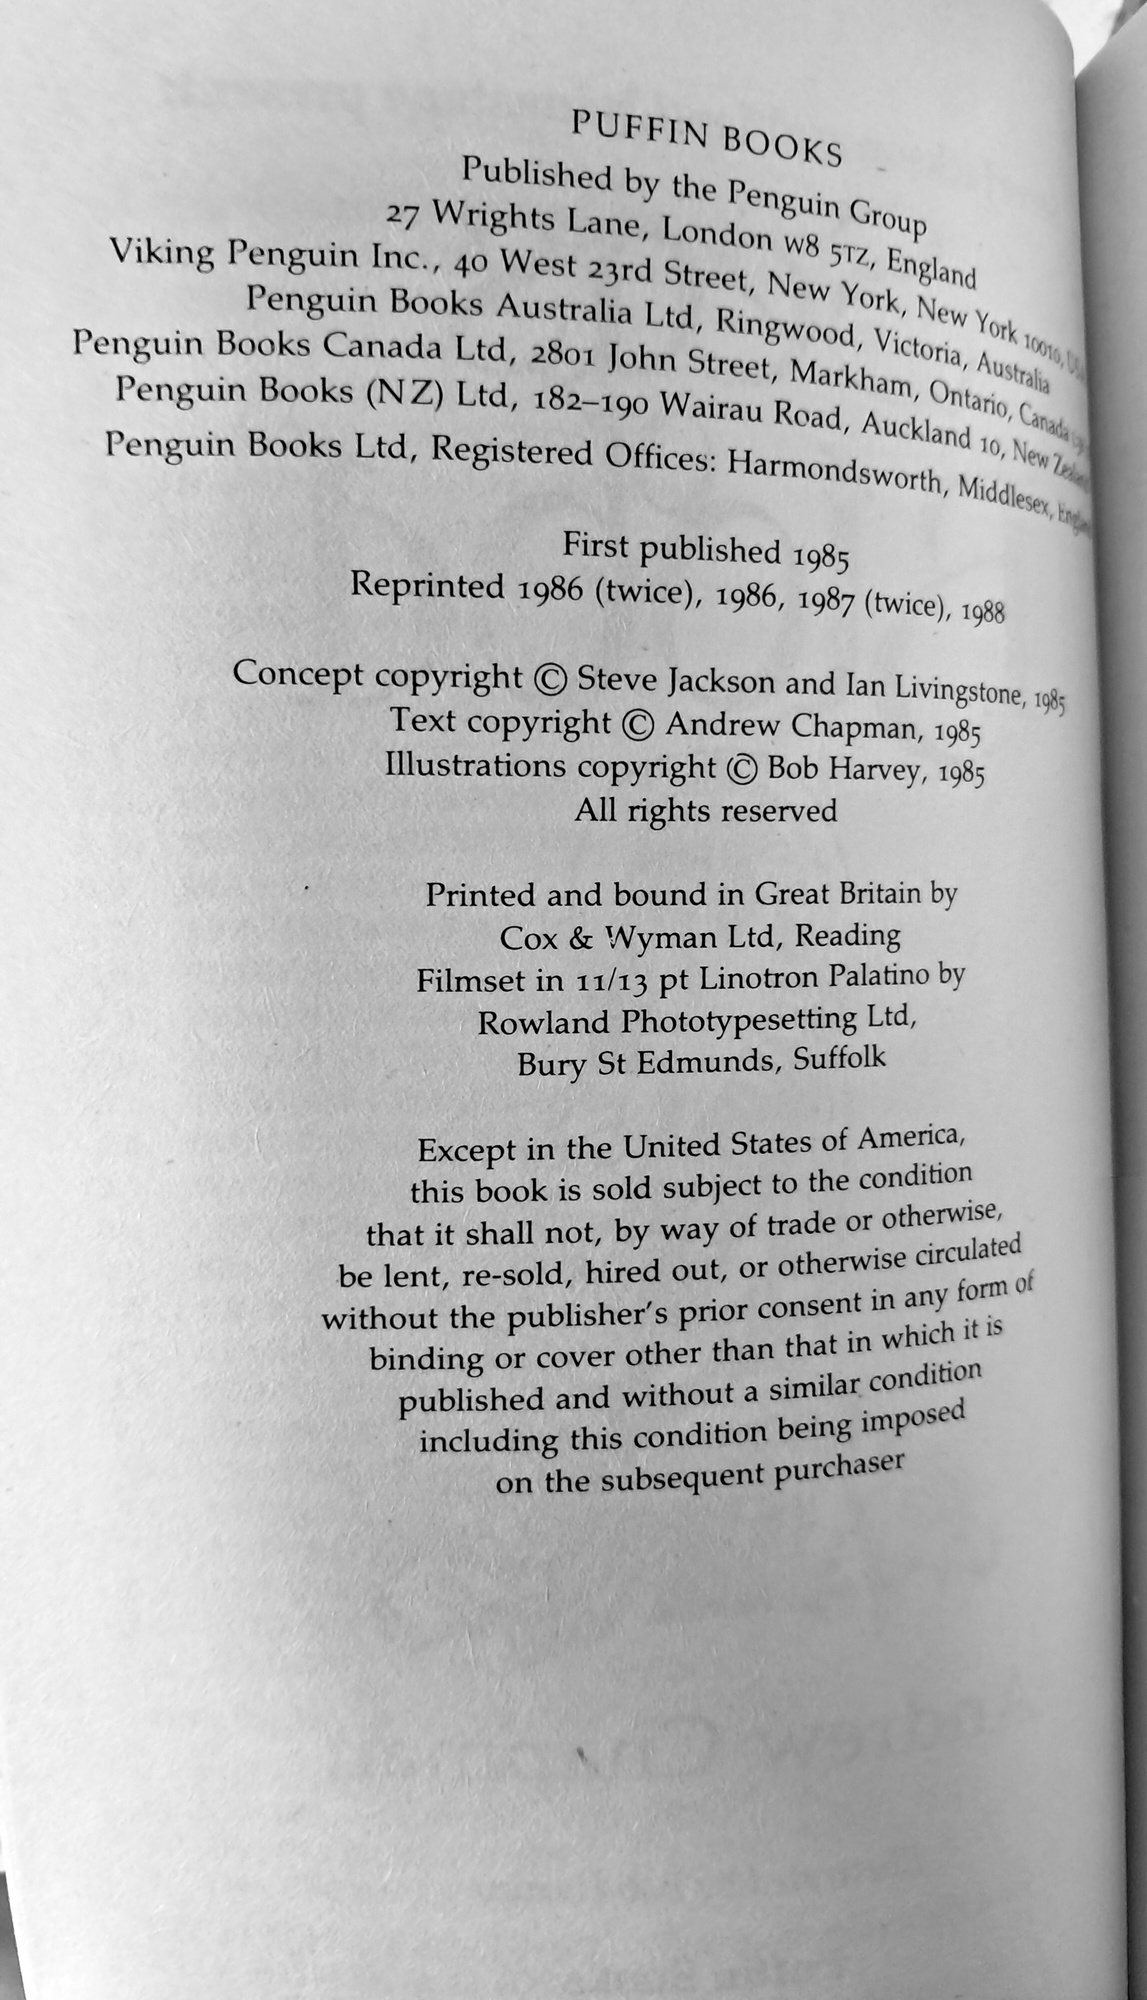 PUFFIN BOOKS
Published by the Penguin Group
27 Wrights Lane, London W8 5TZ, England
Viking Penguin Inc., 40 West 23rd Street, New York, New York 10010, USA
Penguin Books Australia Ltd, Ringwood, Victoria, Australia
Penguin Books Canada Ltd, 2801 John Street, Markham, Ontario, Canada
Penguin Books (NZ) Ltd, 182–190 Wairau Road, Auckland 10, New Zealand
Penguin Books Ltd, Registered Offices: Harmondsworth, Middlesex, England
First published 1985
Reprinted 1986 (twice), 1986, 1987 (twice), 1988
Concept copyright © Steve Jackson and Ian Livingstone, 1985
Text copyright © Andrew Chapman, 1985
Illustrations copyright © Bob Harvey, 1985
All rights reserved
Printed and bound in Great Britain by
Cox & Wyman Ltd, Reading
Filmset in 11/13 pt Linotron Palatino by
Rowland Phototypesetting Ltd,
Bury St Edmunds, Suffolk
Except in the United States of America,
this book is sold subject to the condition
that it shall not, by way of trade or otherwise,
be lent, re-sold, hired out, or otherwise circulated
without the publisher's prior consent in any form of
binding or cover other than that in which it is
published and without a similar condition
including this condition being imposed
on the subsequent purchaser